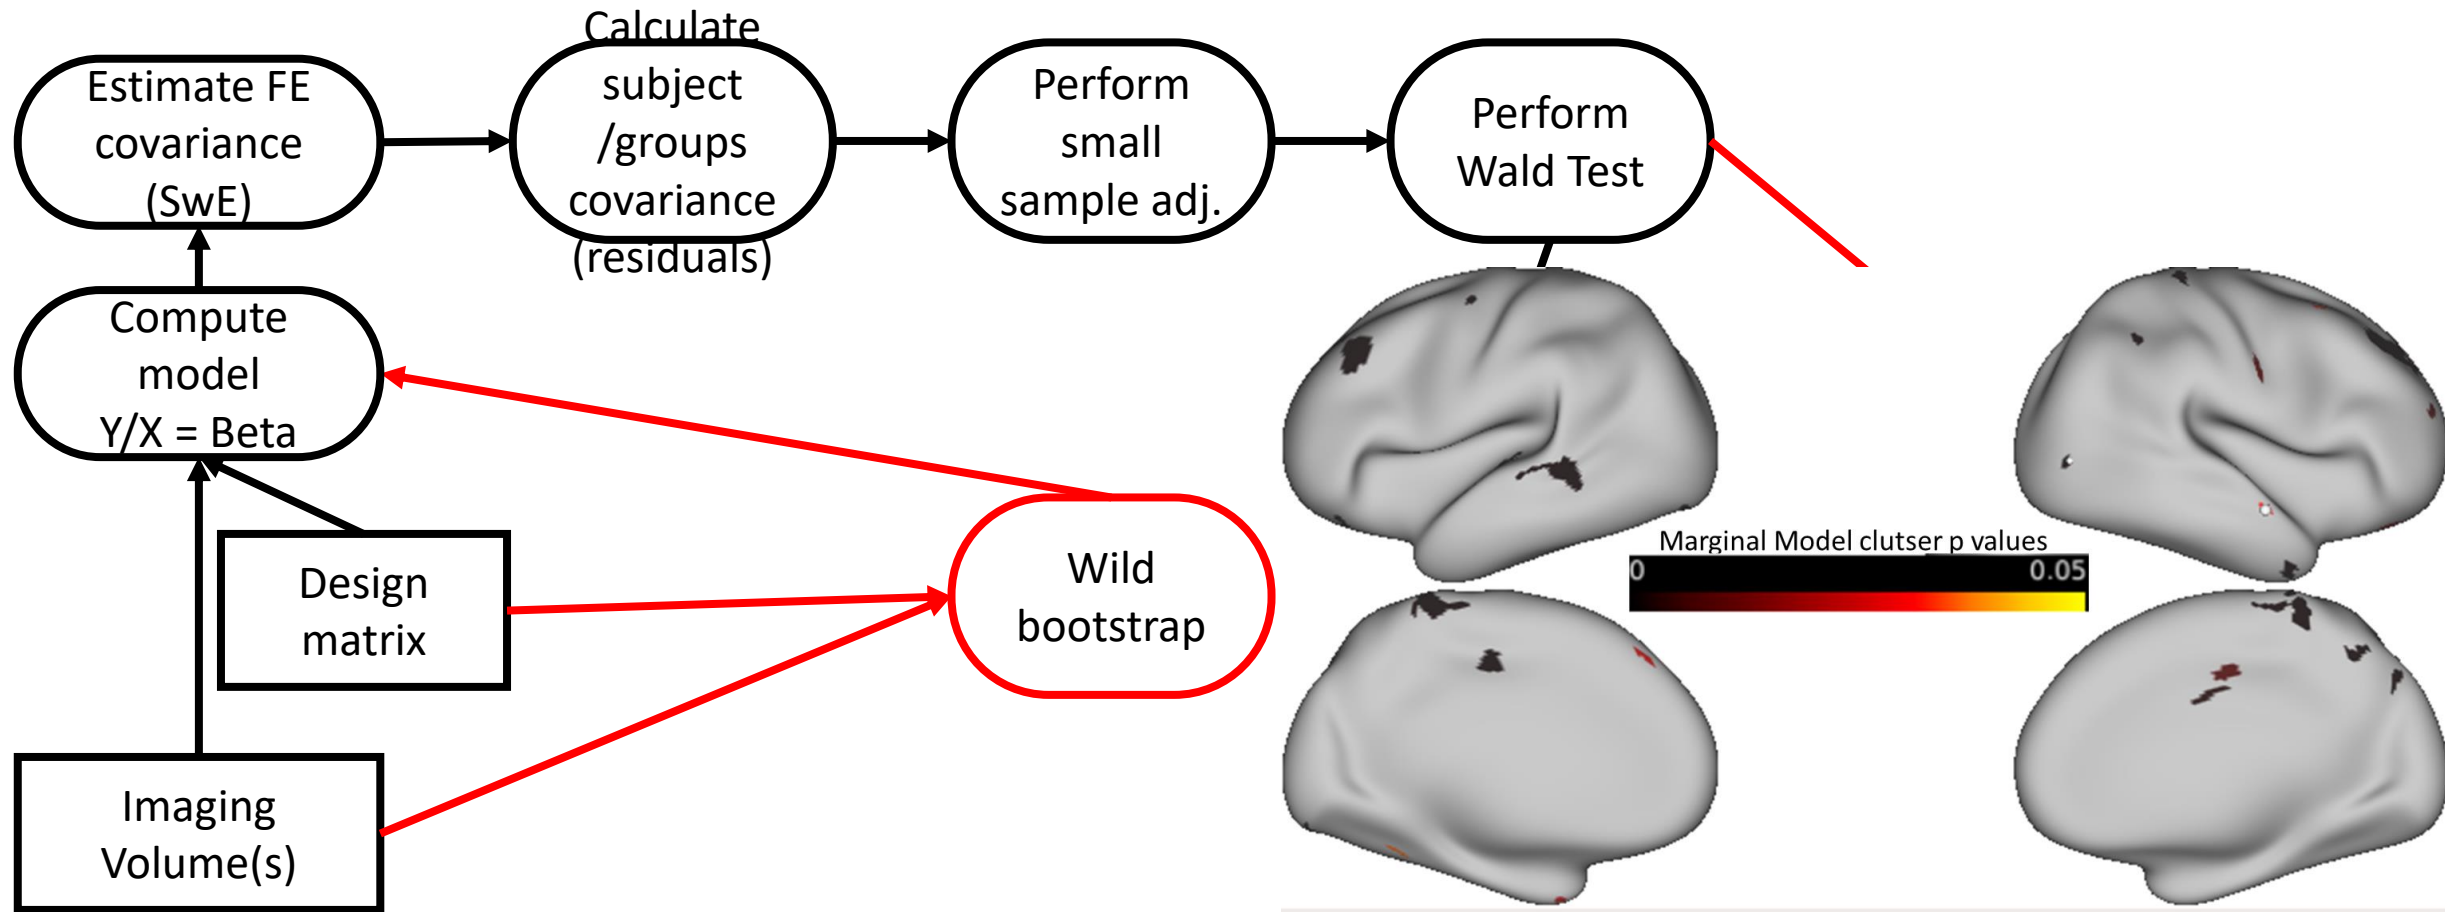 Estimate FE
covariance
(SwE)
Calculate
subject
/groups
covariance
(residuals)
Perform
small
sample adj.
Perform
Wald Test
Compute
model
Y/X = Beta
Design
matrix
Imaging
Volume(s)
Wild
bootstrap
Marginal Model clutser p values
0
0.05